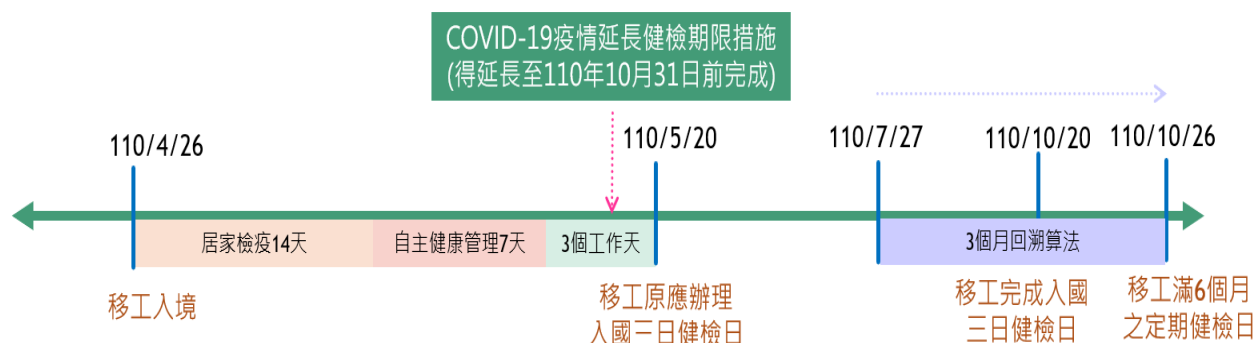 COVID-19疫情延長健檢期限措施
(得延長至110年10月31日前完成)
110/4/26
110/5/20
110/7/27
110/10/20
110/10/26
居家檢疫14天
自主健康管理7天
3個工作天
3個月回溯算法
移工入境
移工原應辦理
入國三日健檢日
移工完成入國
三日健檢日
移工滿6個月
之定期健檢日